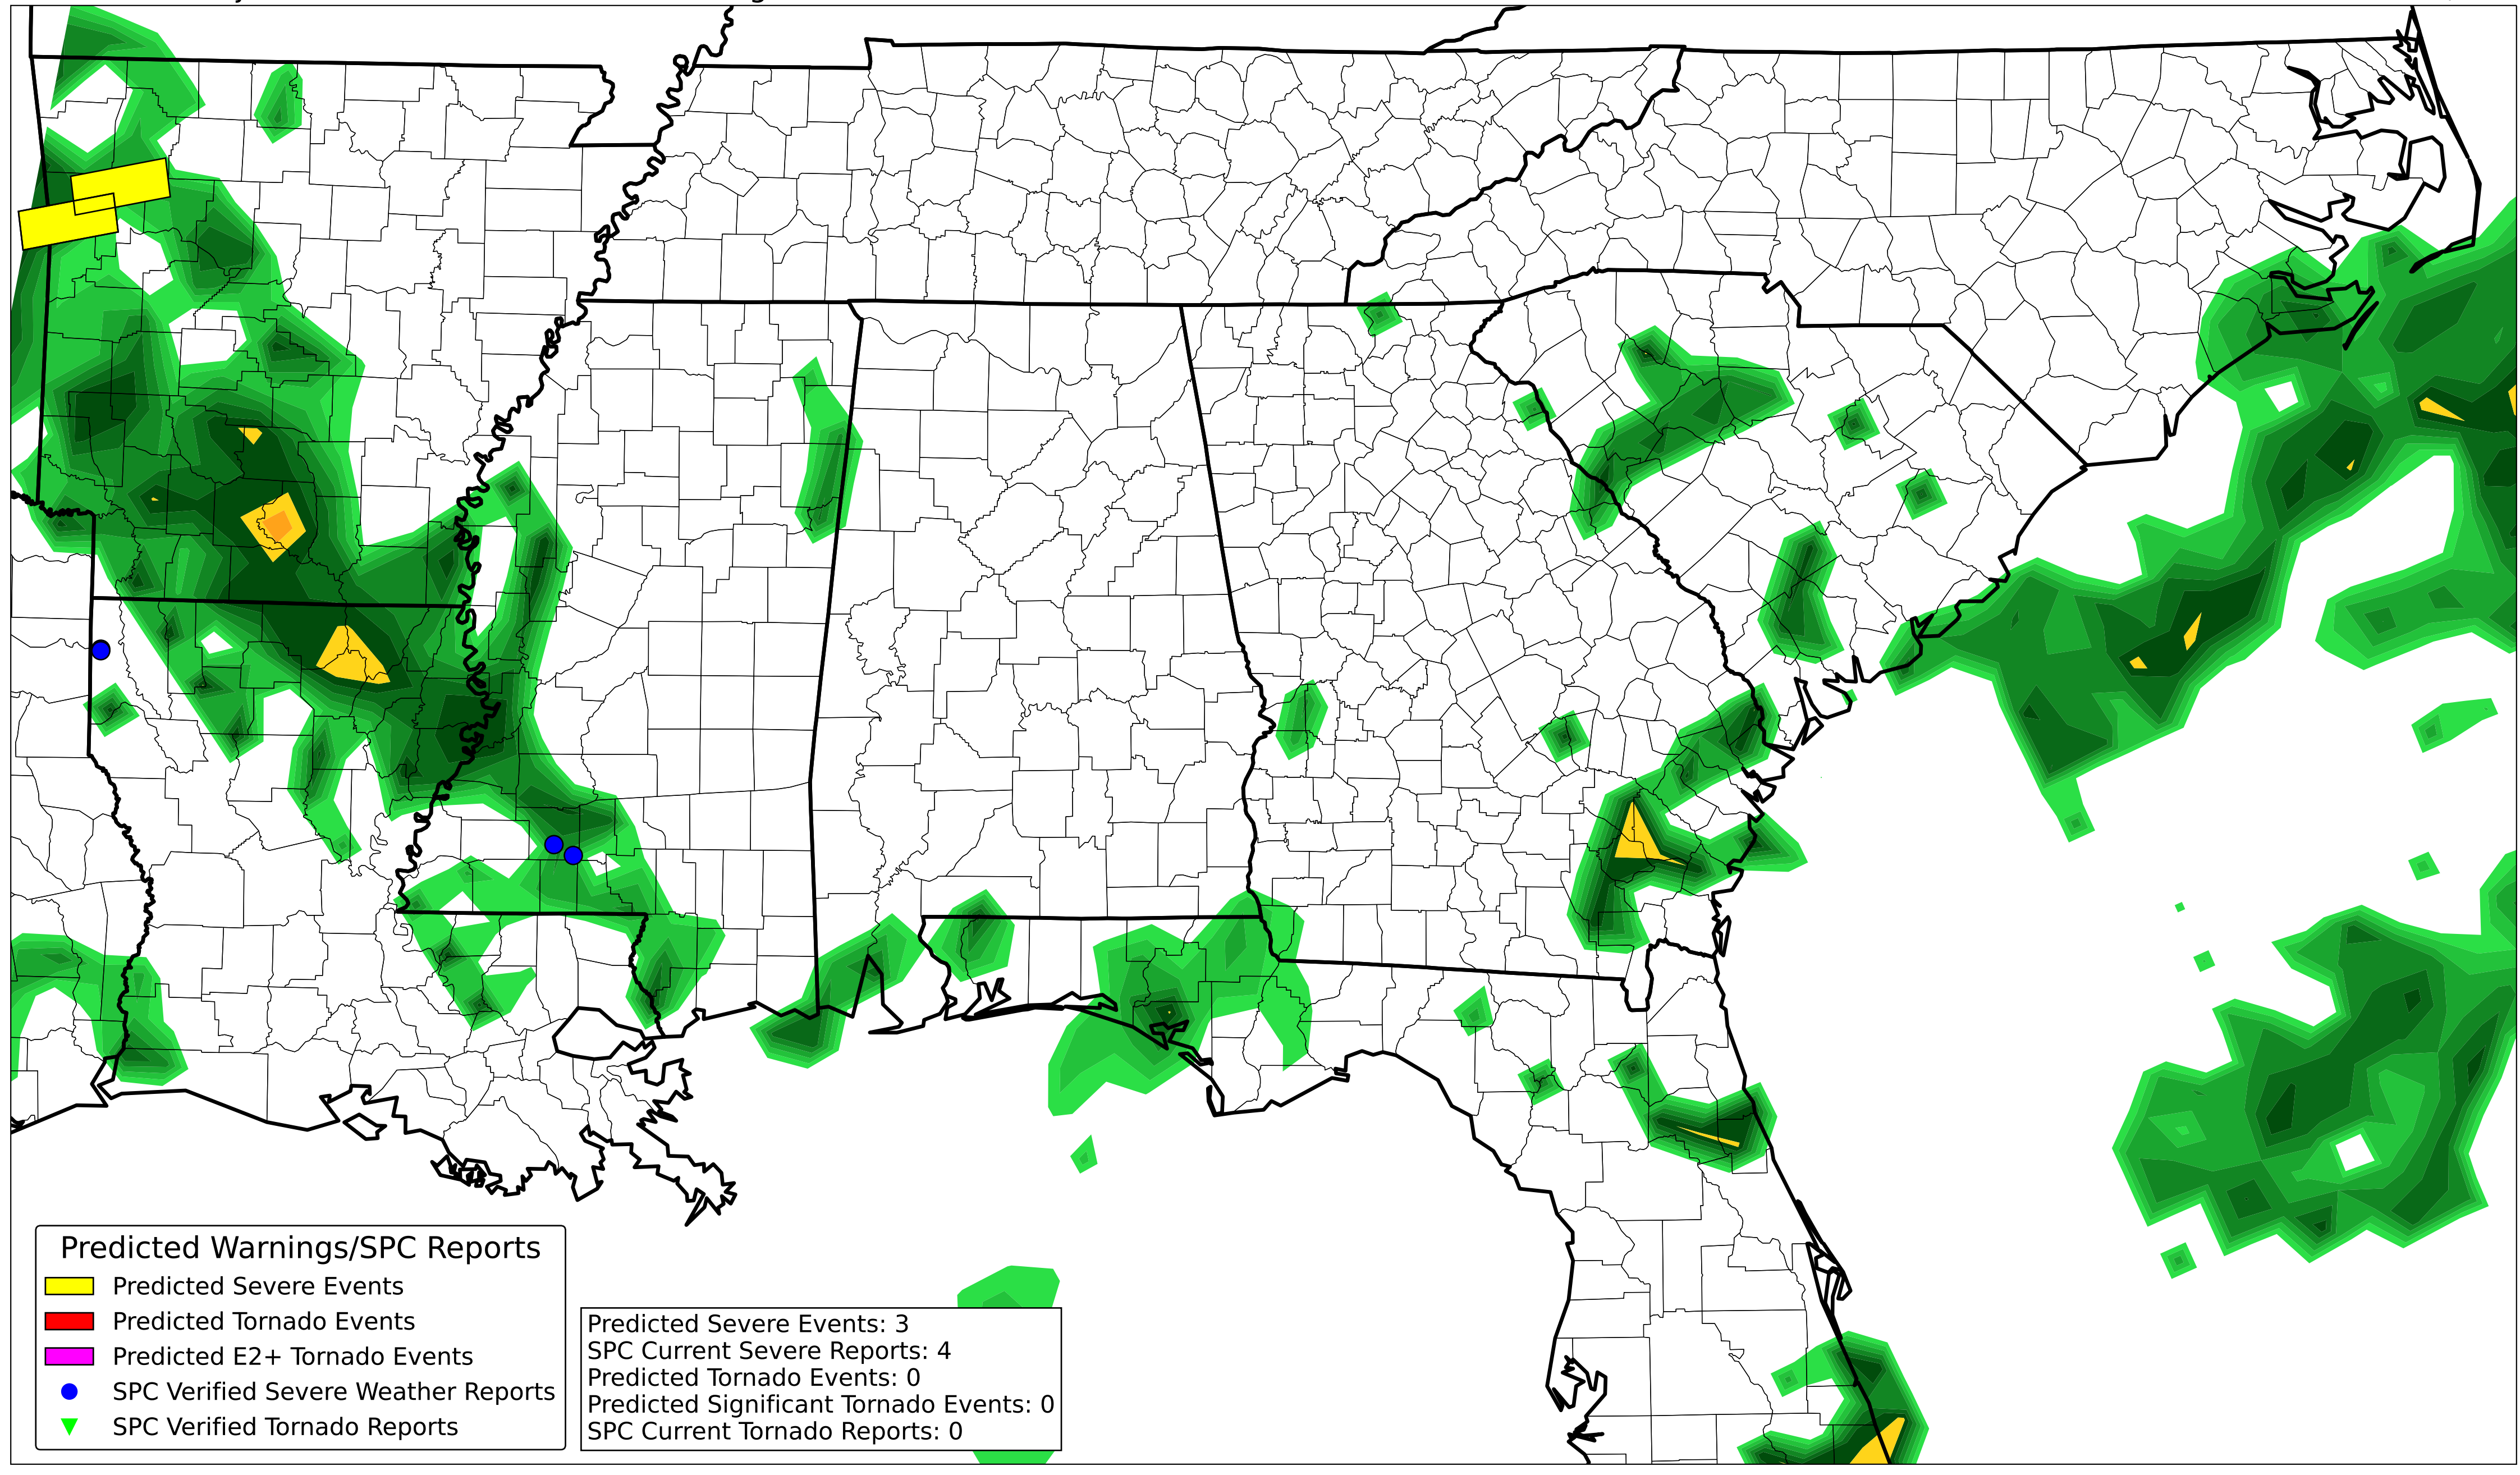 Predicted Warnings/SPC Reports
Predicted Severe Events
Predicted Tornado Events
Predicted E2+ Tornado Events
SPC Verified Severe Weather Reports
SPC Verified Tornado Reports
Predicted Severe Events: 3
SPC Current Severe Reports: 4
Predicted Tornado Events: 0
Predicted Significant Tornado Events: 0
SPC Current Tornado Reports: 0